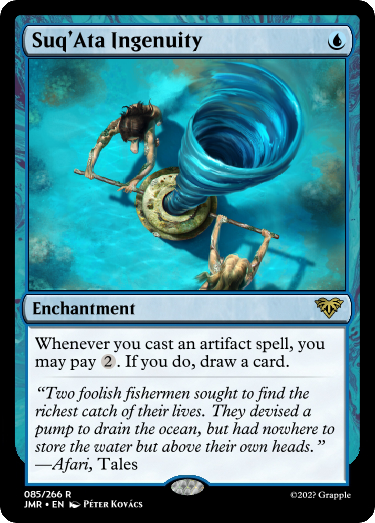 Suq’Ata Ingenuity
Enchantment
Whenever you cast an artifact spell, you
may pay 2. If you do, draw a card.
“Two foolish fishermen sought to find the
richest catch of their lives. They devised a
pump to drain the ocean, but had nowhere to
store the water but above their own heads.”
—Afari, Tales
085/266 R
JMR • EN Péter Kovács
©202? Grapple